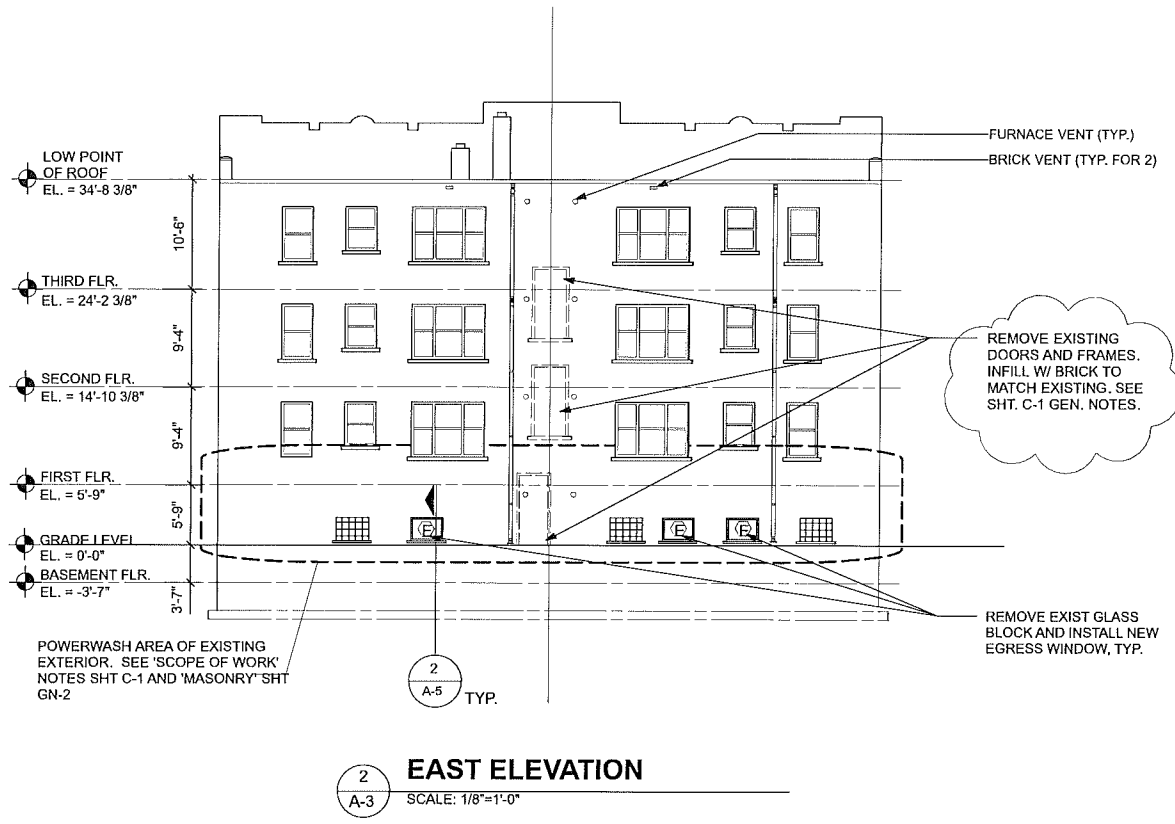 FURNACE VENT (TYP.)
BRICK VENT (TYP. FOR 2)
LOW POINT
OF ROOF
EL. = 34'-8 3/8"
10'-6"
THIRD FLR.
EL. = 24'-2 3/8"
9'-4"
SECOND FLR.
EL. = 14'-10 3/8"
9'-4"
FIRST FLR.
EL. = 5'-9"
5'-9"
GRADE LEVEL
EL. = 0'-0"
BASEMENT FLR.
EL. = -3'-7"
3'-7"
REMOVE EXISTING
DOORS AND FRAMES.
INFILL W/ BRICK TO
MATCH EXISTING. SEE
SHT. C-1 GEN. NOTES.
E
E
E
REMOVE EXIST GLASS
BLOCK AND INSTALL NEW
EGRESS WINDOW, TYP.
POWERWASH AREA OF EXISTING
EXTERIOR. SEE 'SCOPE OF WORK'
NOTES SHT C-1 AND 'MASONRY' SHT
GN-2
2
A-5
TYP.
2
A-3
EAST ELEVATION
SCALE: 1/8"=1'-0"